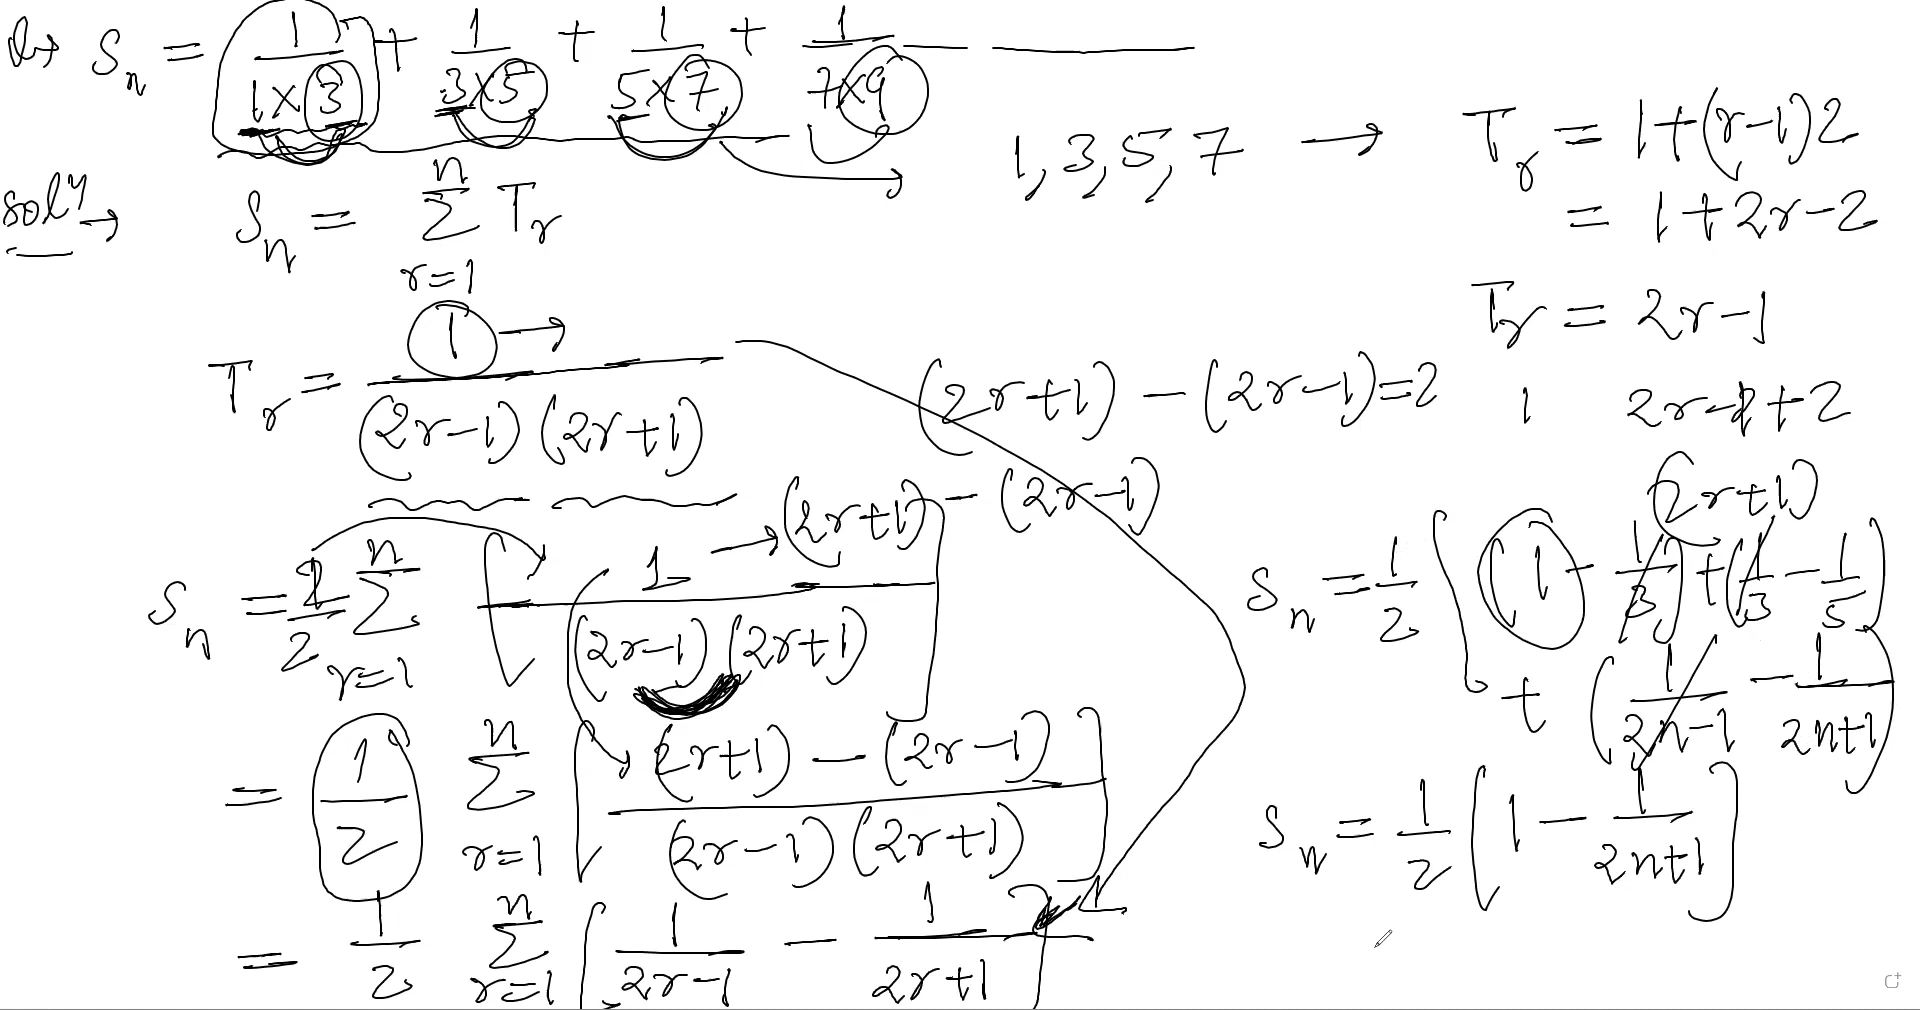 Q→ Sn = 1/(1×3) + 1/(3×5) + 1/(5×7) + 1/(7×9) — ———
soln → Sn = Σ_{r=1}^{n} Tr
Tr = 1/((2r-1)(2r+1))
(2r+1) - (2r-1) = 2
→ (2r+1) - (2r-1)
Sn = 1/2 Σ_{r=1}^{n} [ 2/((2r-1)(2r+1)) ]
= 1/2 Σ_{r=1}^{n} [ ((2r+1) - (2r-1))/((2r-1)(2r+1)) ]
= 1/2 Σ_{r=1}^{n} [ 1/(2r-1) - 1/(2r+1) ]
1, 3, 5, 7 → Tr = 1+(r-1)2
= 1+2r-2
Tr = 2r-1
2r-1+2
(2r+1)
Sn = 1/2 [ (1 - 1/3) + (1/3 - 1/5)
+ (1/(2n-1) - 1/(2n+1)) ]
Sn = 1/2 [ 1 - 1/(2n+1) ]